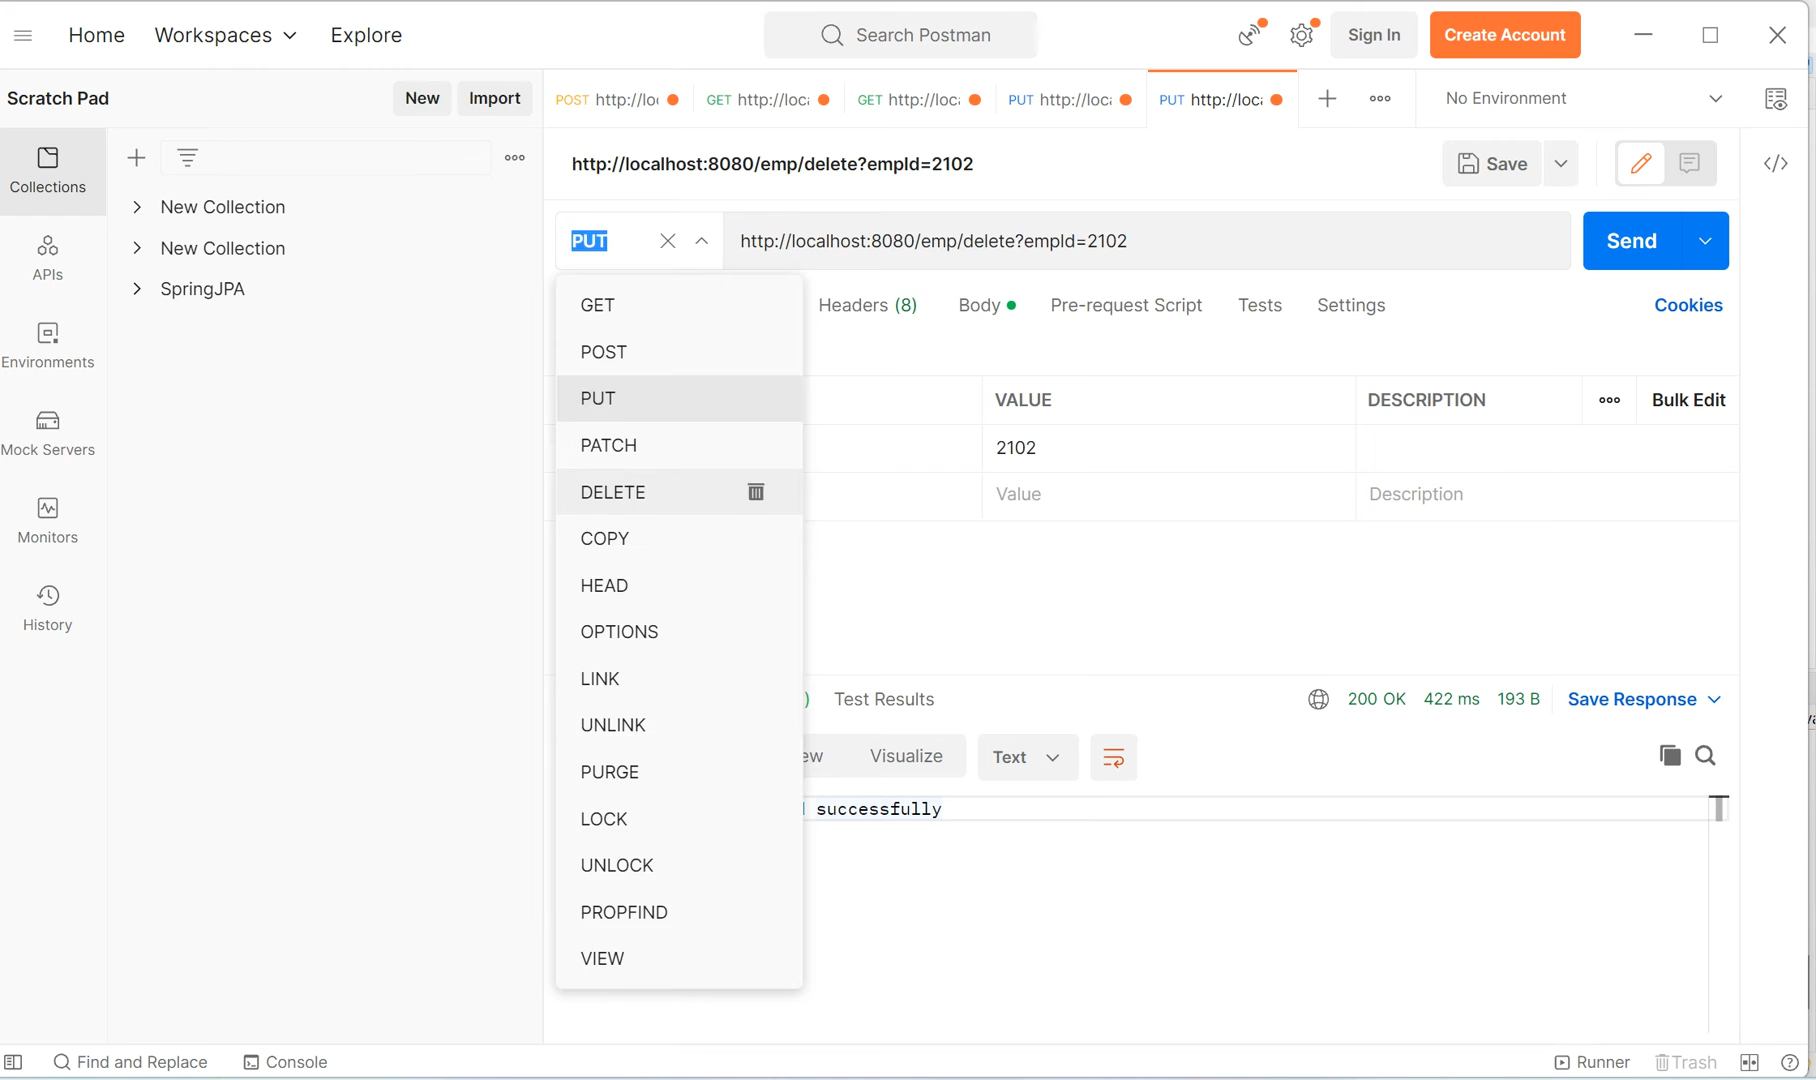 Home Workspaces Explore Search Postman Sign In Create Account
Scratch Pad New Import
POST http://loc GET http://loc GET http://loc PUT http://loc PUT http://loc No Environment
Collections
APIs
Environments
Mock Servers
Monitors
History
New Collection
New Collection
SpringJPA
http://localhost:8080/emp/delete?empId=2102 Save
PUT http://localhost:8080/emp/delete?empId=2102 Send
Headers (8) Body Pre-request Script Tests Settings Cookies
GET
POST
PUT
PATCH
DELETE
COPY
HEAD
OPTIONS
LINK
UNLINK
PURGE
LOCK
UNLOCK
PROPFIND
VIEW
VALUE DESCRIPTION Bulk Edit
2102
Value Description
) Test Results 200 OK 422 ms 193 B Save Response
ew Visualize Text
successfully
Find and Replace Console Runner Trash